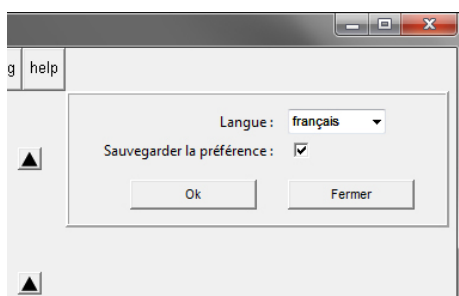 g help
Langue : français
Sauvegarder la préférence :
Ok Fermer